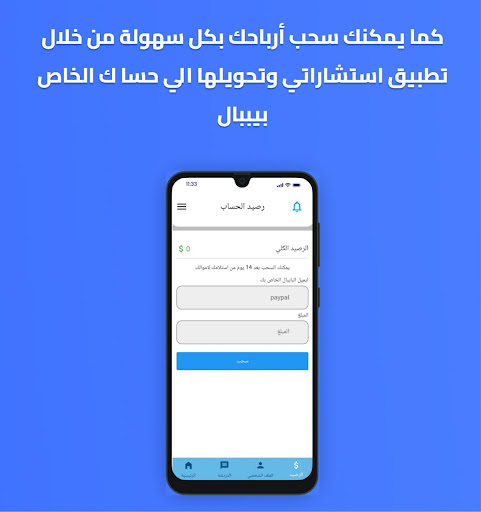 كما يمكنك سحب أرباحك بكل سهولة من خلال
تطبيق استشاراتي وتحويلها الي حسا ك الخاص
بيبال
11:33
رصيد الحساب
الرصيد الكلي
$ 0
يمكنك السحب بعد 14 يوم من استلامك لاموالك
ايميل البايبال الخاص بك
paypal
المبلغ
المبلغ
سحب
الرصيد
الملف الشخصي
الدردشة
الرئيسية